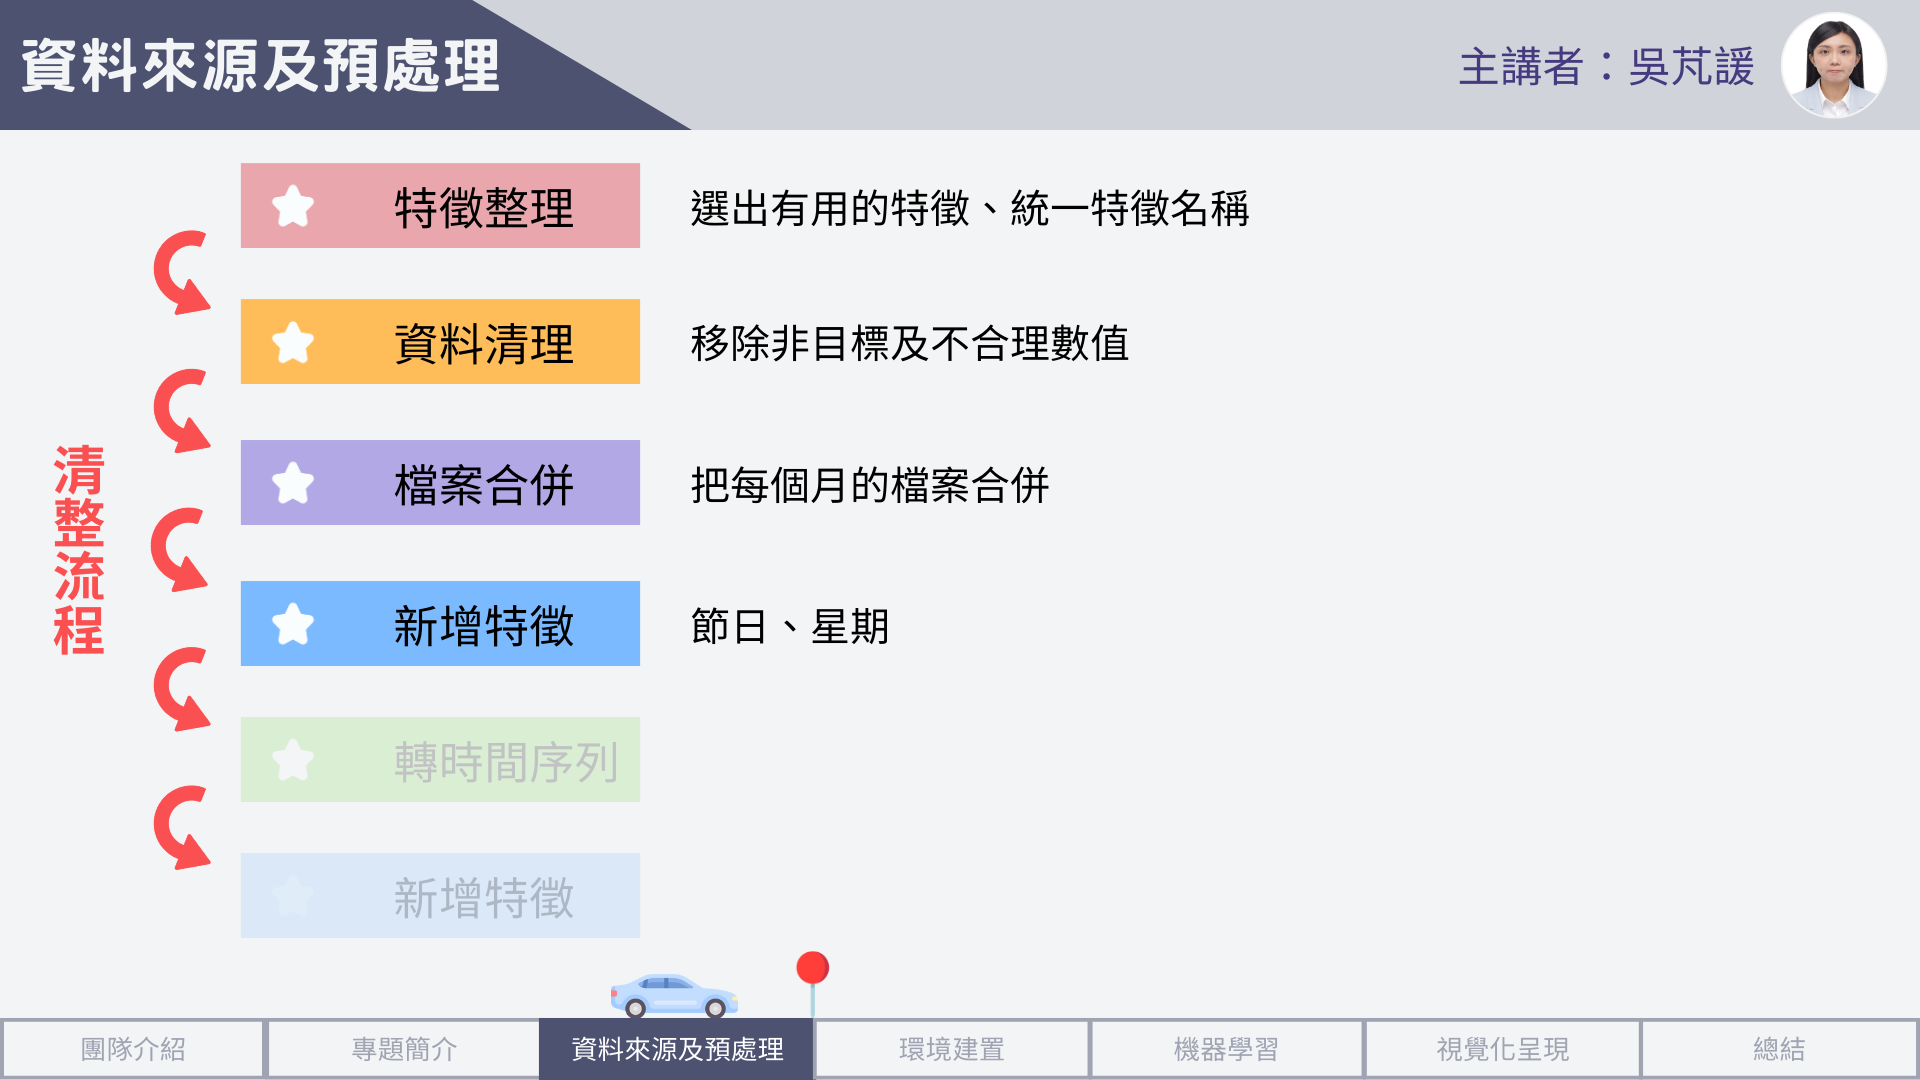 資料來源及預處理
主講者：吳芃諼
特徵整理
選出有用的特徵、統一特徵名稱
資料清理
移除非目標及不合理數值
檔案合併
把每個月的檔案合併
清整流程
新增特徵
節日、星期
轉時間序列
新增特徵
團隊介紹
專題簡介
資料來源及預處理
環境建置
機器學習
視覺化呈現
總結